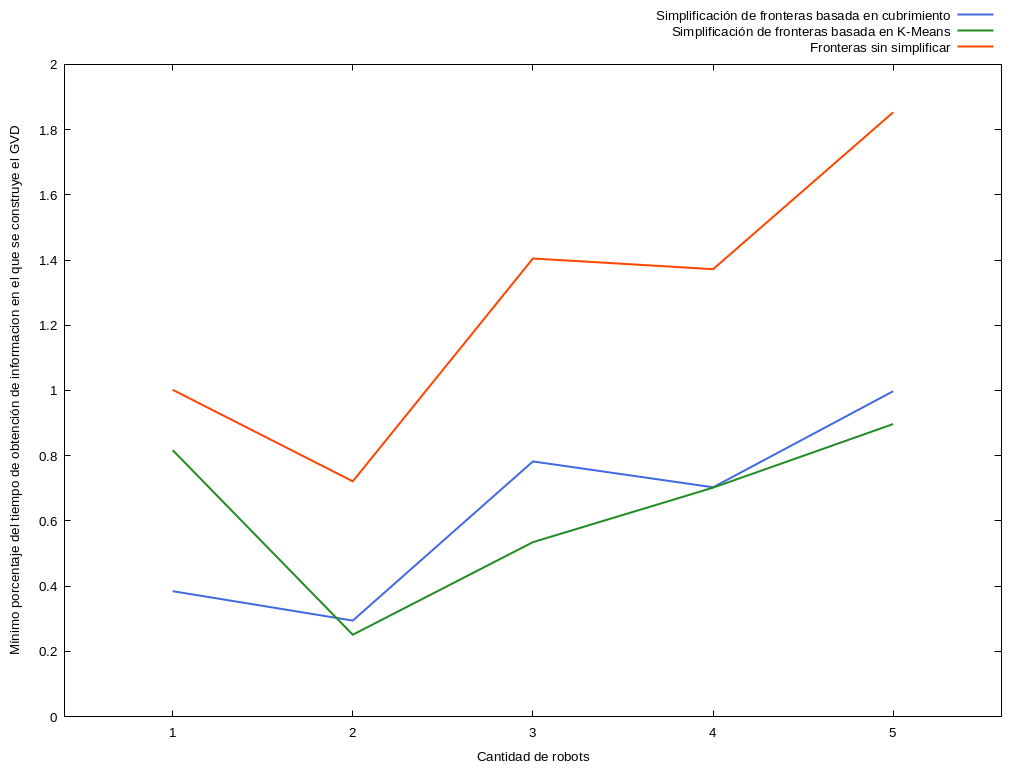 Simplificación de fronteras basada en cubrimiento
Simplificación de fronteras basada en K-Means
Fronteras sin simplificar
2
1.8
1.6
1.4
1.2
1
0.8
0.6
0.4
0.2
0
Mínimo porcentaje del tiempo de obtención de informacion en el que se construye el GVD
1 2 3 4 5
Cantidad de robots